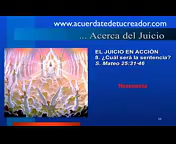 www.acuerdatedetucreador.com
... Acerca del Juicio
EL JUICIO EN ACCIÓN
8. ¿Cuál será la sentencia?
S. Mateo 25:31-46